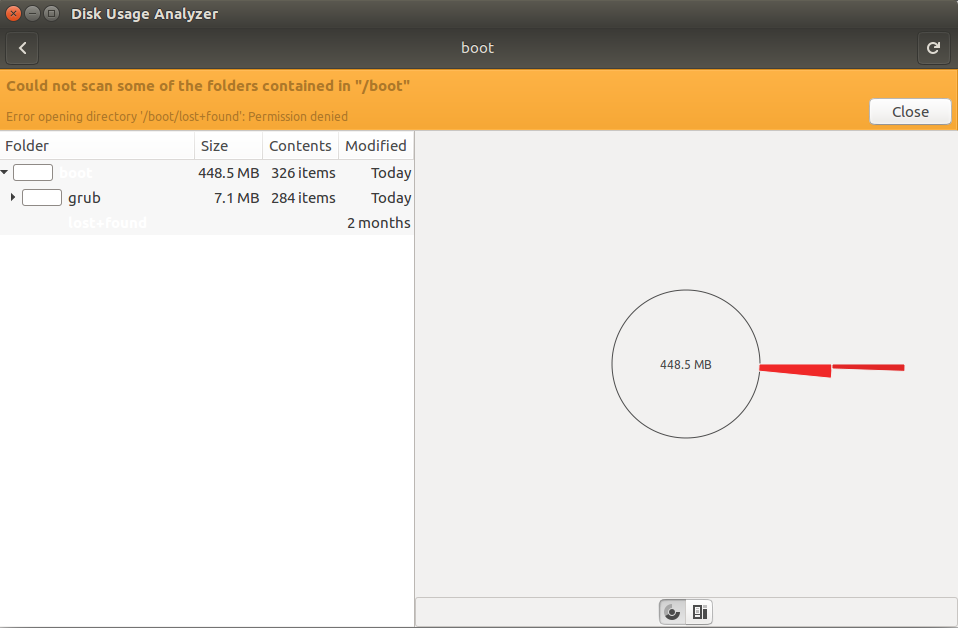 Disk Usage Analyzer
boot
Could not scan some of the folders contained in "/boot"
Error opening directory '/boot/lost+found': Permission denied
Close
Folder Size Contents Modified
boot 448.5 MB 326 items Today
grub 7.1 MB 284 items Today
lost+found 2 months
448.5 MB